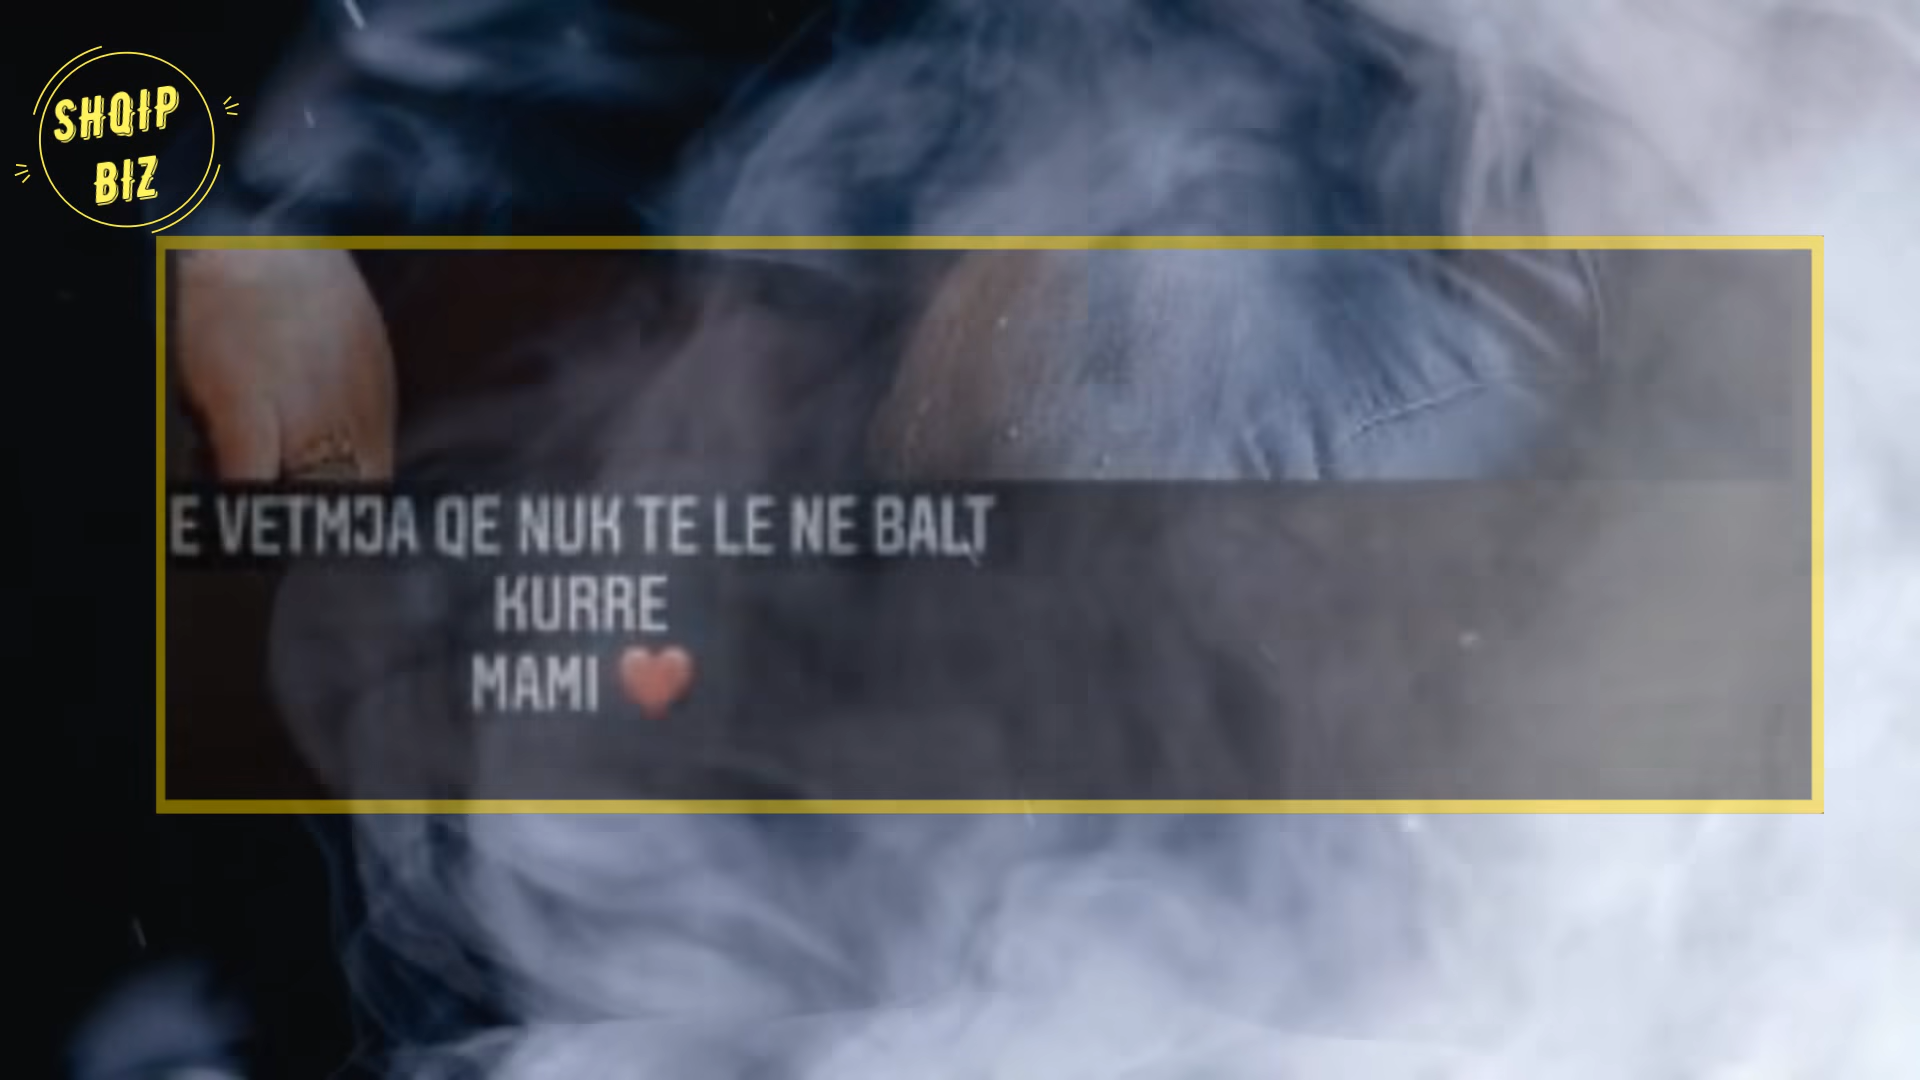 SHQIP
BIZ
E VETMJA QE NUK TE LE NE BALT
KURRE
MAMI ❤️